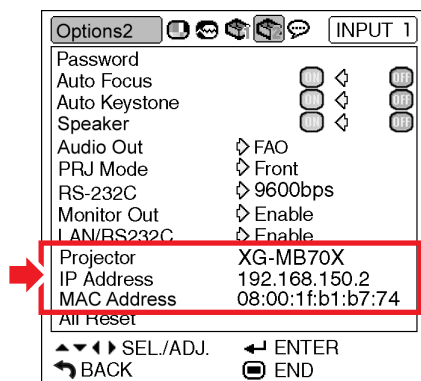 Options2 INPUT 1
Password
Auto Focus ON OFF
Auto Keystone ON OFF
Speaker ON OFF
Audio Out FAO
PRJ Mode Front
RS-232C 9600bps
Monitor Out Enable
LAN/RS232C Enable
Projector XG-MB70X
IP Address 192.168.150.2
MAC Address 08:00:1f:b1:b7:74
All Reset
SEL./ADJ. ENTER
BACK END